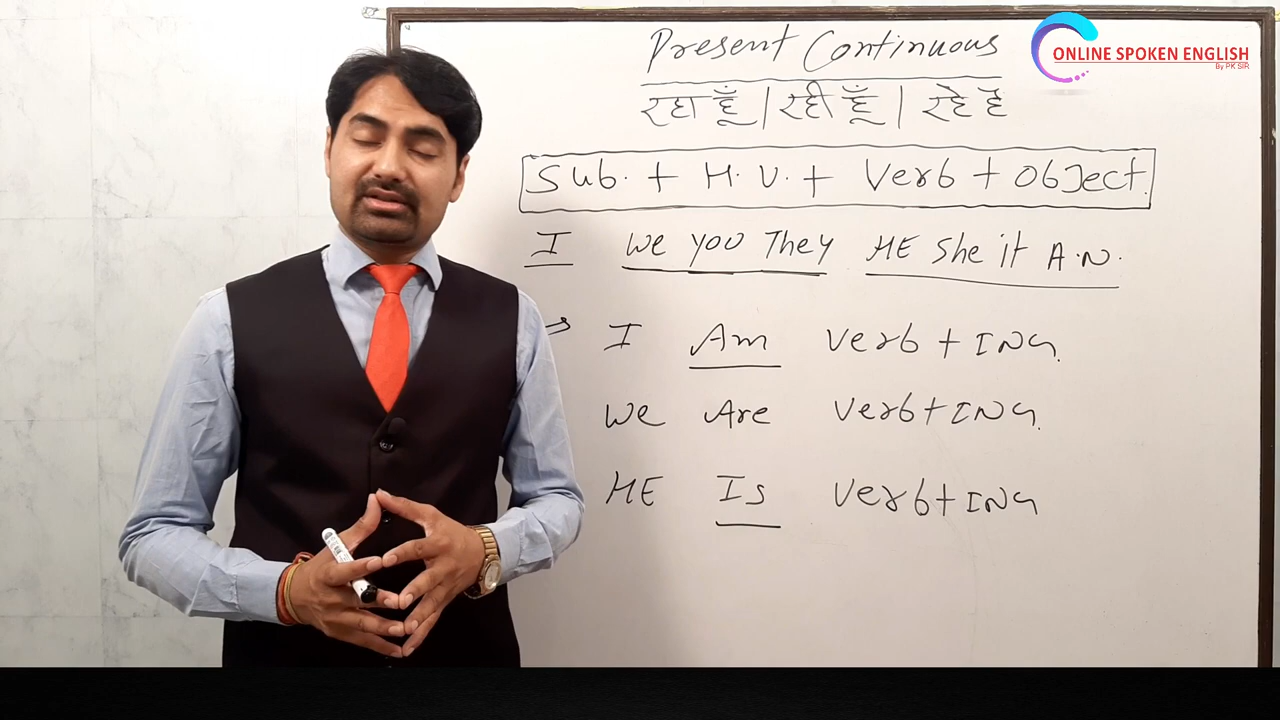 Present Continuous
ONLINE SPOKEN ENGLISH
By PK SIR
रहा हूँ | रही हूँ | रहे है
Sub. + H.V. + Verb + Object.
I We you They HE She it A.N.
I Am Verb + ING.
We Are Verb + ING.
HE Is Verb + ING